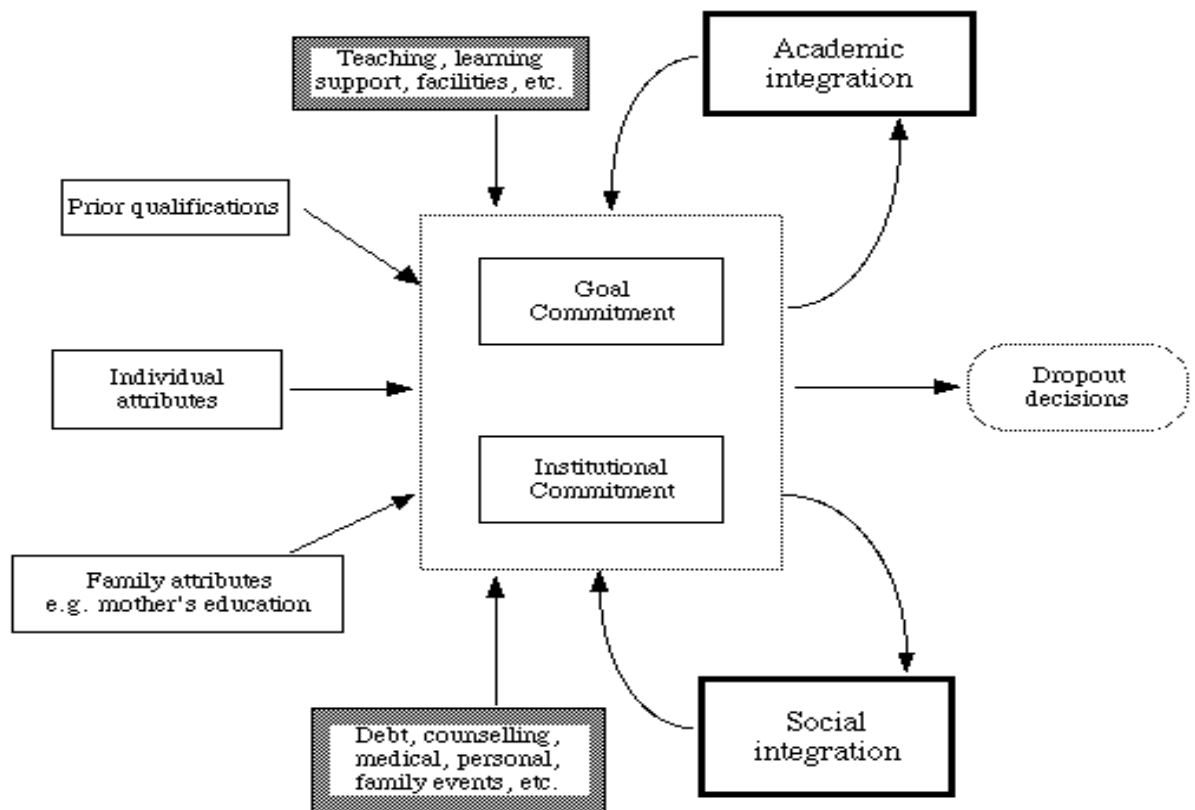 Teaching, learning
support, facilities, etc.
Academic
integration
Prior qualifications
Goal
Commitment
Individual
attributes
Dropout
decisions
Institutional
Commitment
Family attributes
e.g. mother's education
Debt, counselling,
medical, personal,
family events, etc.
Social
integration